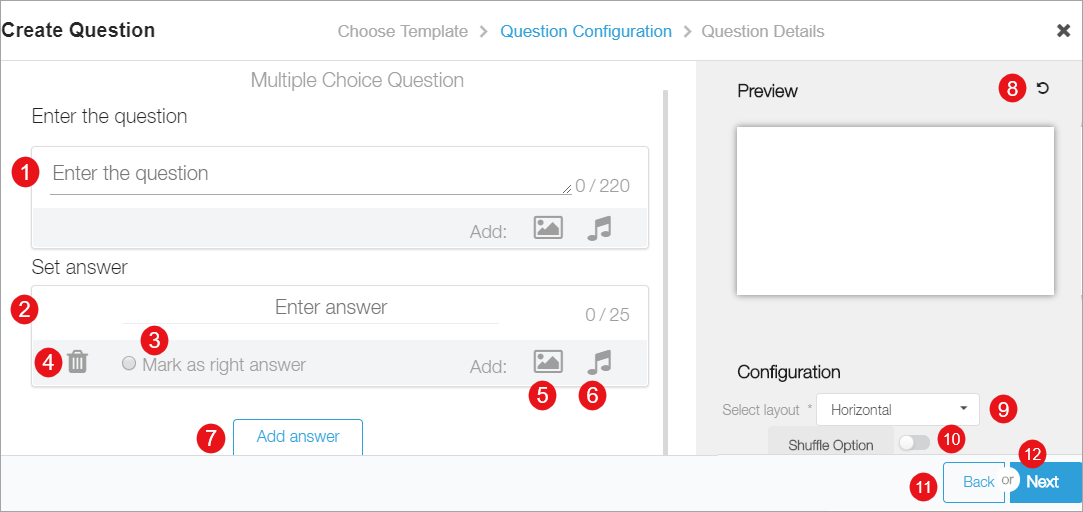 Create Question
Choose Template > Question Configuration > Question Details
Multiple Choice Question
Enter the question
1
Enter the question
0 / 220
Add:
Set answer
2
Enter answer
0 / 25
3
4
Mark as right answer
Add:
5
6
7
Add answer
Preview
8
Configuration
Select layout *
Horizontal
9
Shuffle Option
10
11
Back
or
12
Next